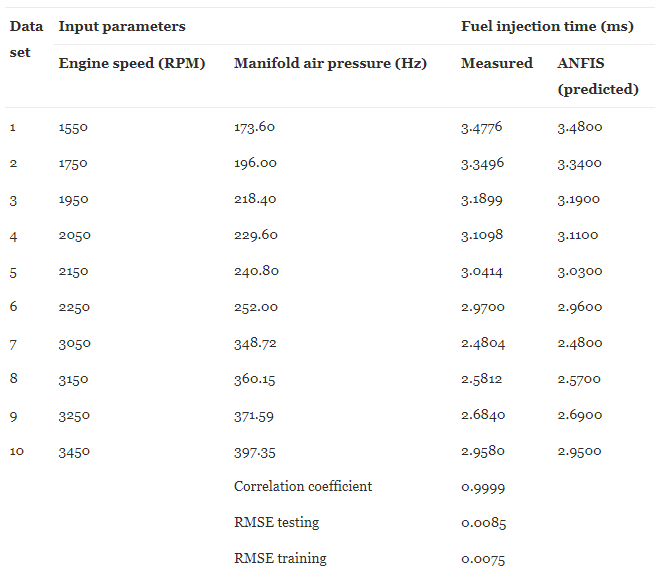 Data set Input parameters Fuel injection time (ms)
Engine speed (RPM) Manifold air pressure (Hz) Measured ANFIS (predicted)
1 1550 173.60 3.4776 3.4800
2 1750 196.00 3.3496 3.3400
3 1950 218.40 3.1899 3.1900
4 2050 229.60 3.1098 3.1100
5 2150 240.80 3.0414 3.0300
6 2250 252.00 2.9700 2.9600
7 3050 348.72 2.4804 2.4800
8 3150 360.15 2.5812 2.5700
9 3250 371.59 2.6840 2.6900
10 3450 397.35 2.9580 2.9500
Correlation coefficient 0.9999
RMSE testing 0.0085
RMSE training 0.0075